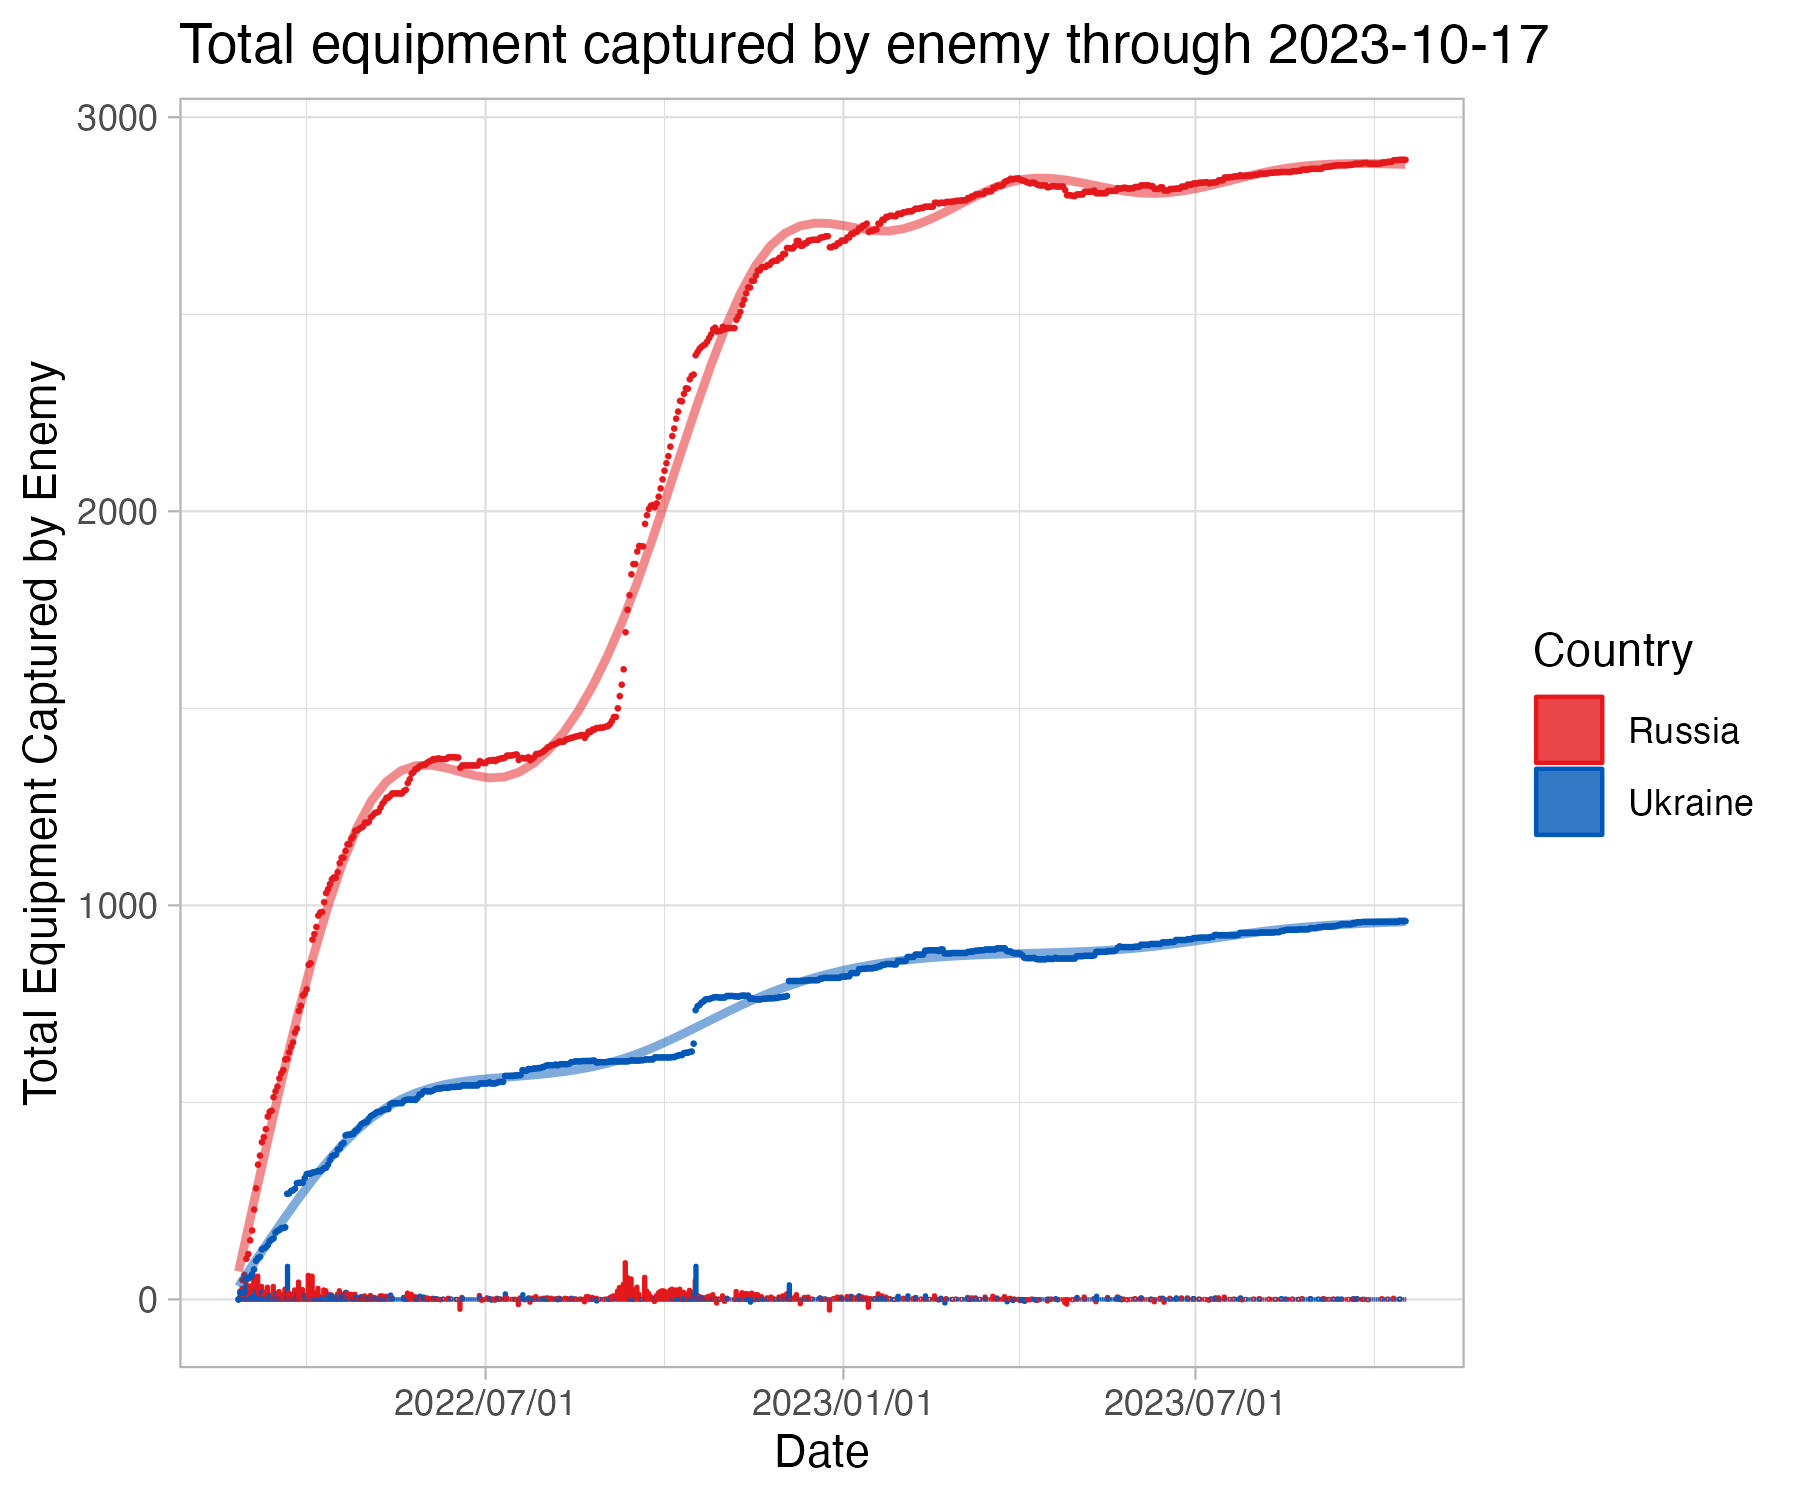 Total equipment captured by enemy through 2023-10-17
Total Equipment Captured by Enemy
3000
2000
1000
0
2022/07/01
2023/01/01
2023/07/01
Date
Country
Russia
Ukraine